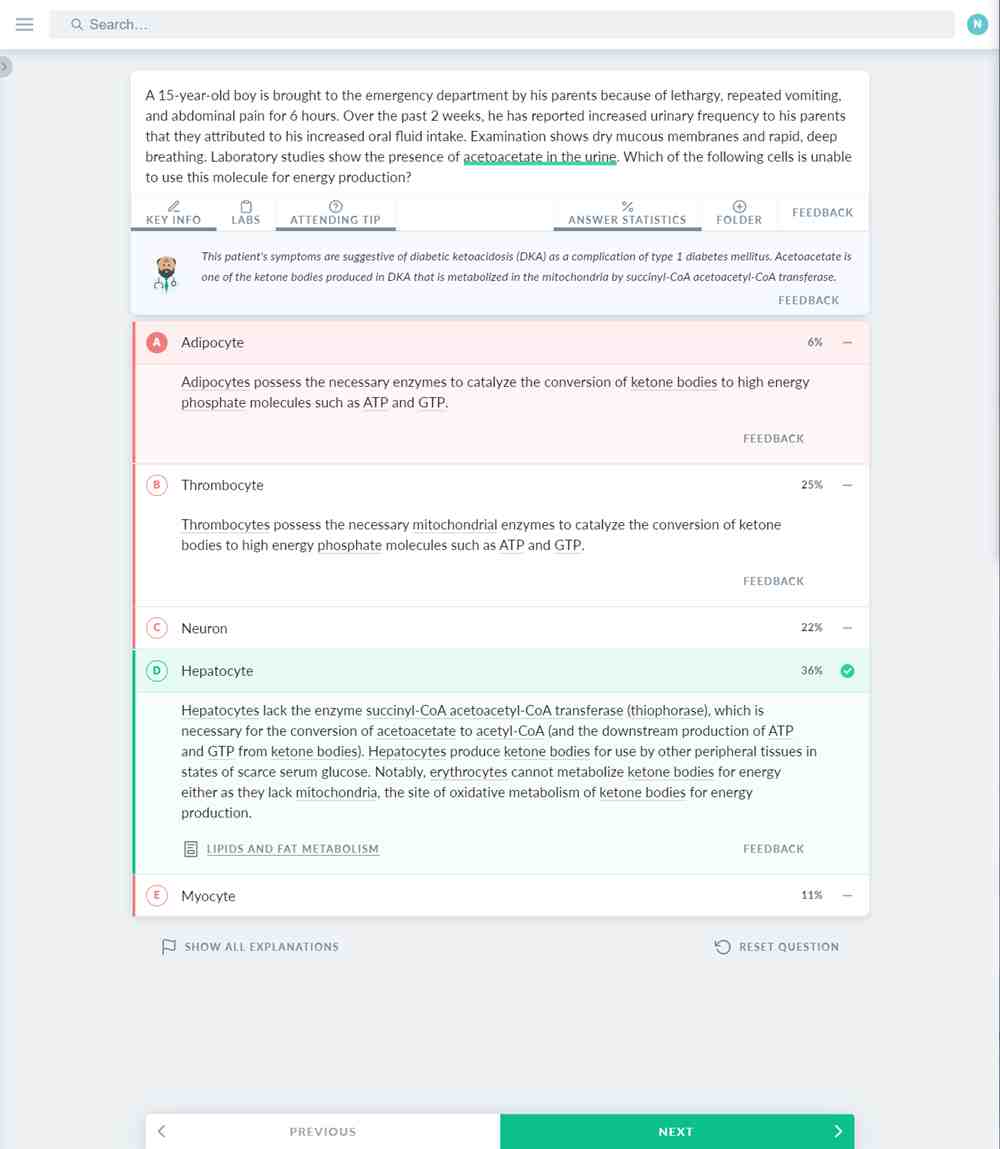 Search...
N
A 15-year-old boy is brought to the emergency department by his parents because of lethargy, repeated vomiting,
and abdominal pain for 6 hours. Over the past 2 weeks, he has reported increased urinary frequency to his parents
that they attributed to his increased oral fluid intake. Examination shows dry mucous membranes and rapid, deep
breathing. Laboratory studies show the presence of acetoacetate in the urine. Which of the following cells is unable
to use this molecule for energy production?
KEY INFO LABS ATTENDING TIP ANSWER STATISTICS FOLDER FEEDBACK
This patient's symptoms are suggestive of diabetic ketoacidosis (DKA) as a complication of type 1 diabetes mellitus. Acetoacetate is
one of the ketone bodies produced in DKA that is metabolized in the mitochondria by succinyl-CoA acetoacetyl-CoA transferase.
FEEDBACK
A Adipocyte 6%
Adipocytes possess the necessary enzymes to catalyze the conversion of ketone bodies to high energy
phosphate molecules such as ATP and GTP.
FEEDBACK
B Thrombocyte 25%
Thrombocytes possess the necessary mitochondrial enzymes to catalyze the conversion of ketone
bodies to high energy phosphate molecules such as ATP and GTP.
FEEDBACK
C Neuron 22%
D Hepatocyte 36%
Hepatocytes lack the enzyme succinyl-CoA acetoacetyl-CoA transferase (thiophorase), which is
necessary for the conversion of acetoacetate to acetyl-CoA (and the downstream production of ATP
and GTP from ketone bodies). Hepatocytes produce ketone bodies for use by other peripheral tissues in
states of scarce serum glucose. Notably, erythrocytes cannot metabolize ketone bodies for energy
either as they lack mitochondria, the site of oxidative metabolism of ketone bodies for energy
production.
LIPIDS AND FAT METABOLISM FEEDBACK
E Myocyte 11%
SHOW ALL EXPLANATIONS RESET QUESTION
PREVIOUS NEXT